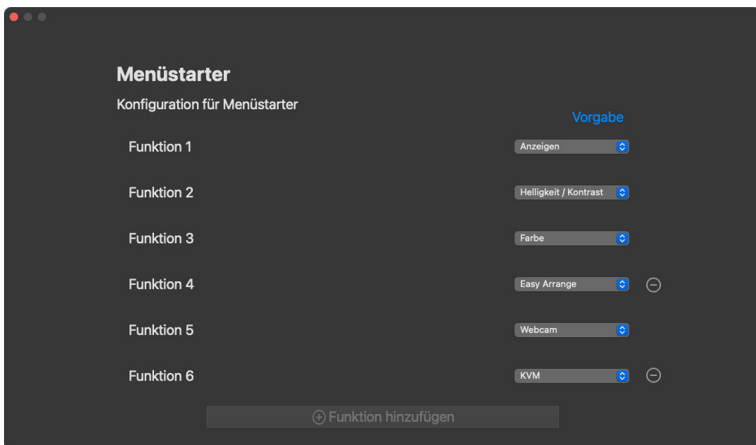 Menüstarter
Konfiguration für Menüstarter
Vorgabe
Funktion 1 Anzeigen
Funktion 2 Helligkeit / Kontrast
Funktion 3 Farbe
Funktion 4 Easy Arrange
Funktion 5 Webcam
Funktion 6 KVM
Funktion hinzufügen